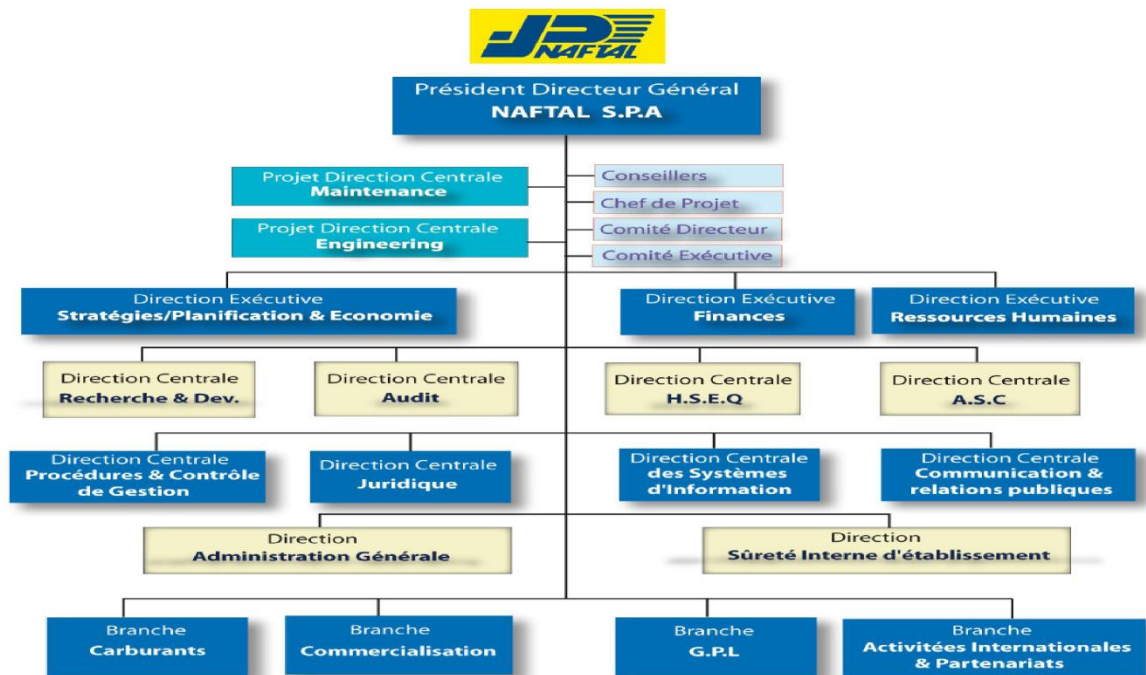 NAFTAL
Président Directeur Général
NAFTAL S.P.A
Projet Direction Centrale
Maintenance
Projet Direction Centrale
Engineering
Conseillers
Chef de Projet
Comité Directeur
Comité Exécutive
Direction Exécutive
Stratégies/Planification & Economie
Direction Exécutive
Finances
Direction Exécutive
Ressources Humaines
Direction Centrale
Recherche & Dev.
Direction Centrale
Audit
Direction Centrale
H.S.E.Q
Direction Centrale
A.S.C
Direction Centrale
Procédures & Contrôle
de Gestion
Direction Centrale
Juridique
Direction Centrale
des Systèmes
d'Information
Direction Centrale
Communication &
relations publiques
Direction
Administration Générale
Direction
Sûreté Interne d'établissement
Branche
Carburants
Branche
Commercialisation
Branche
G.P.L
Branche
Activitées Internationales
& Partenariats